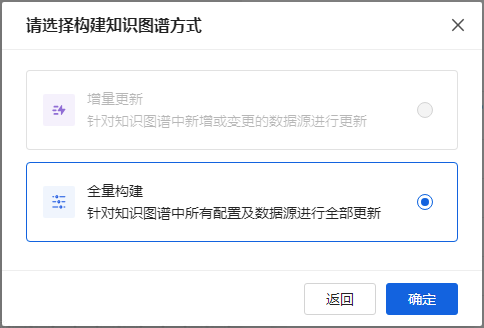 请选择构建知识图谱方式
增量更新
针对知识图谱中新增或变更的数据源进行更新
全量构建
针对知识图谱中所有配置及数据源进行全部更新
返回
确定